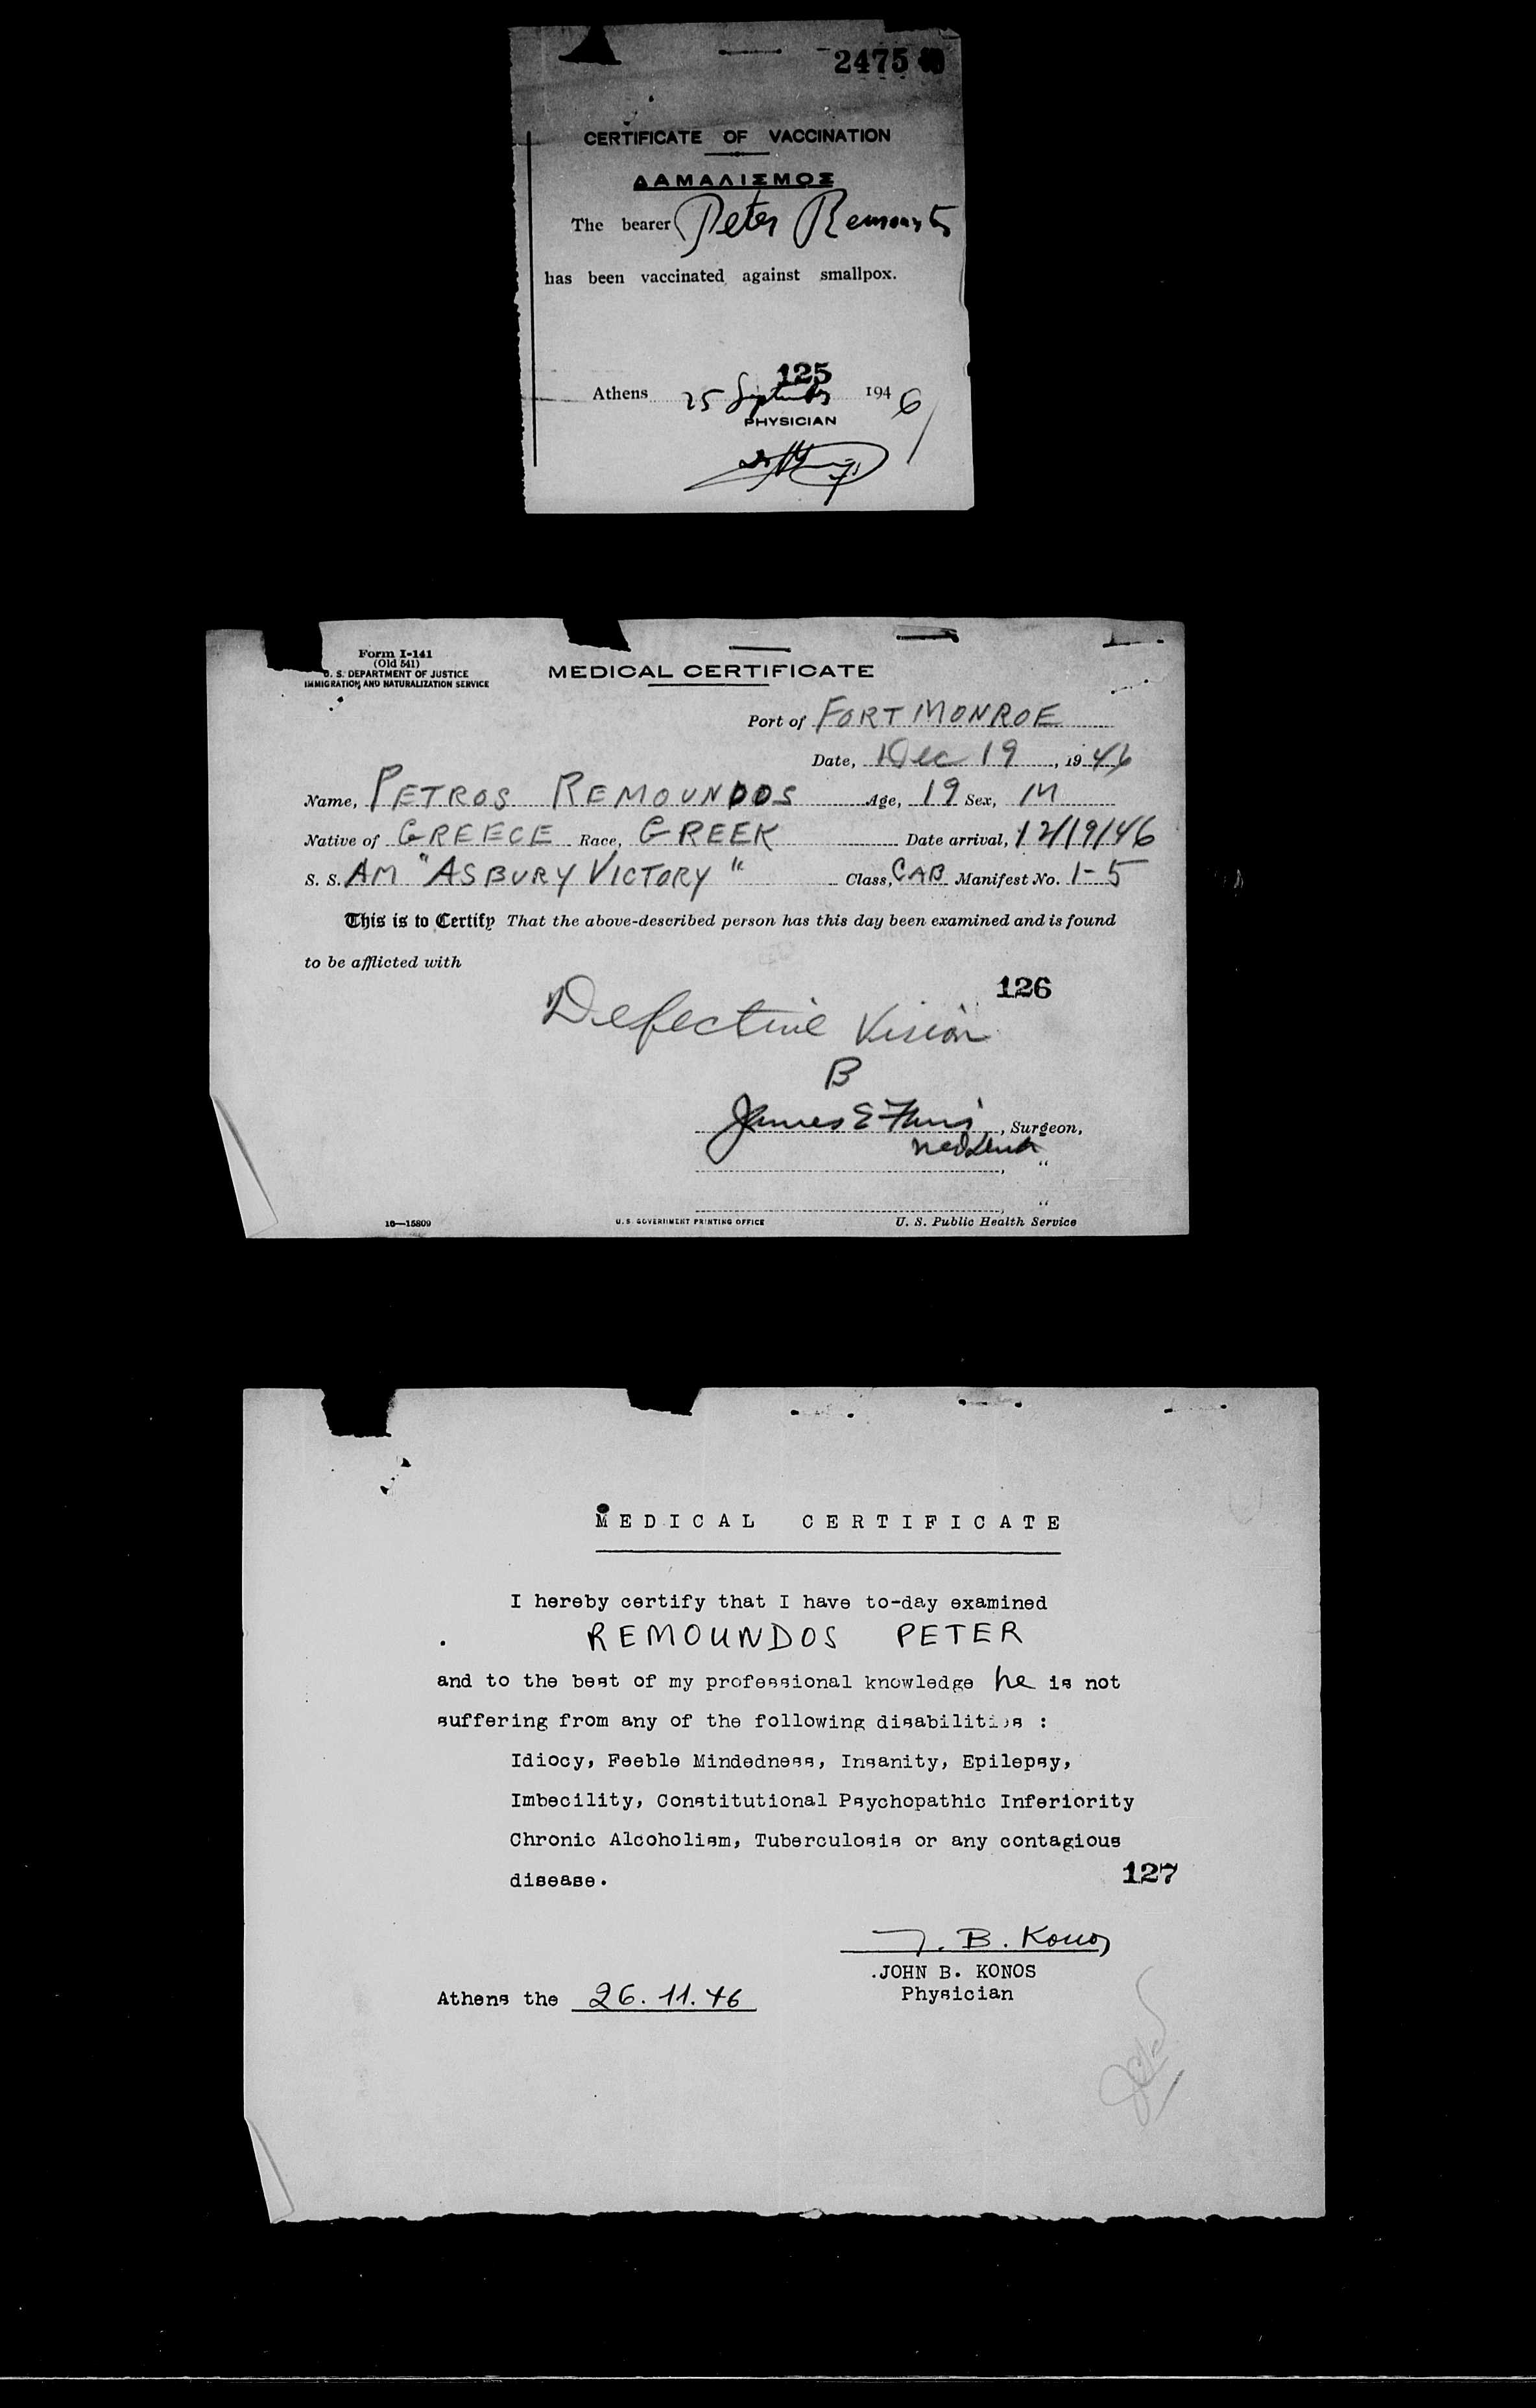 2475
CERTIFICATE OF VACCINATION
ΔΑΜΑΛΙΣΜΟΣ
The bearer Peter
has been vaccinated against smallpox.
125
Athens 25 September 1946
PHYSICIAN
Form I-141
(Old 541)
U. S. DEPARTMENT OF JUSTICE
IMMIGRATION AND NATURALIZATION SERVICE
MEDICAL CERTIFICATE
Port of FORT MONROE
Date, Dec 19, 1946
Name, PETROS REMOUNDOS Age, 19 Sex, M
Native of GREECE Race, GREEK Date arrival, 12/19/46
S. S. AM "ASBURY VICTORY" Class, CAB Manifest No. 1-5
This is to Certify That the above-described person has this day been examined and is found
to be afflicted with
126
Defective Vision
B
James E , Surgeon,
, "
, "
16—15809 U. S. GOVERNMENT PRINTING OFFICE U. S. Public Health Service
MEDICAL CERTIFICATE
I hereby certify that I have to-day examined
REMOUNDOS PETER
and to the best of my professional knowledge he is not
suffering from any of the following disabilities :
Idiocy, Feeble Mindedness, Insanity, Epilepsy,
Imbecility, Constitutional Psychopathic Inferiority
Chronic Alcoholism, Tuberculosis or any contagious
disease.
127
J. B. Konos
.JOHN B. KONOS
Physician
Athens the 26.11.46